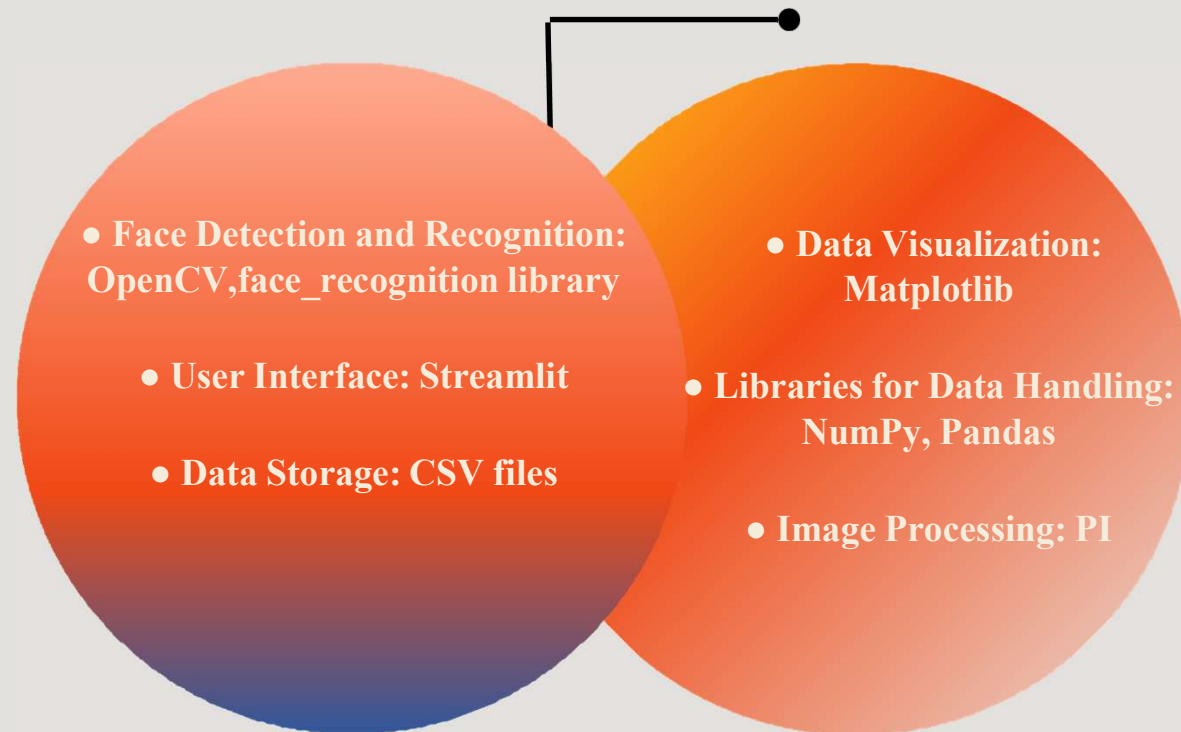 ● Face Detection and Recognition:
OpenCV,face_recognition library
● User Interface: Streamlit
● Data Storage: CSV files
● Data Visualization:
Matplotlib
● Libraries for Data Handling:
NumPy, Pandas
● Image Processing: PI